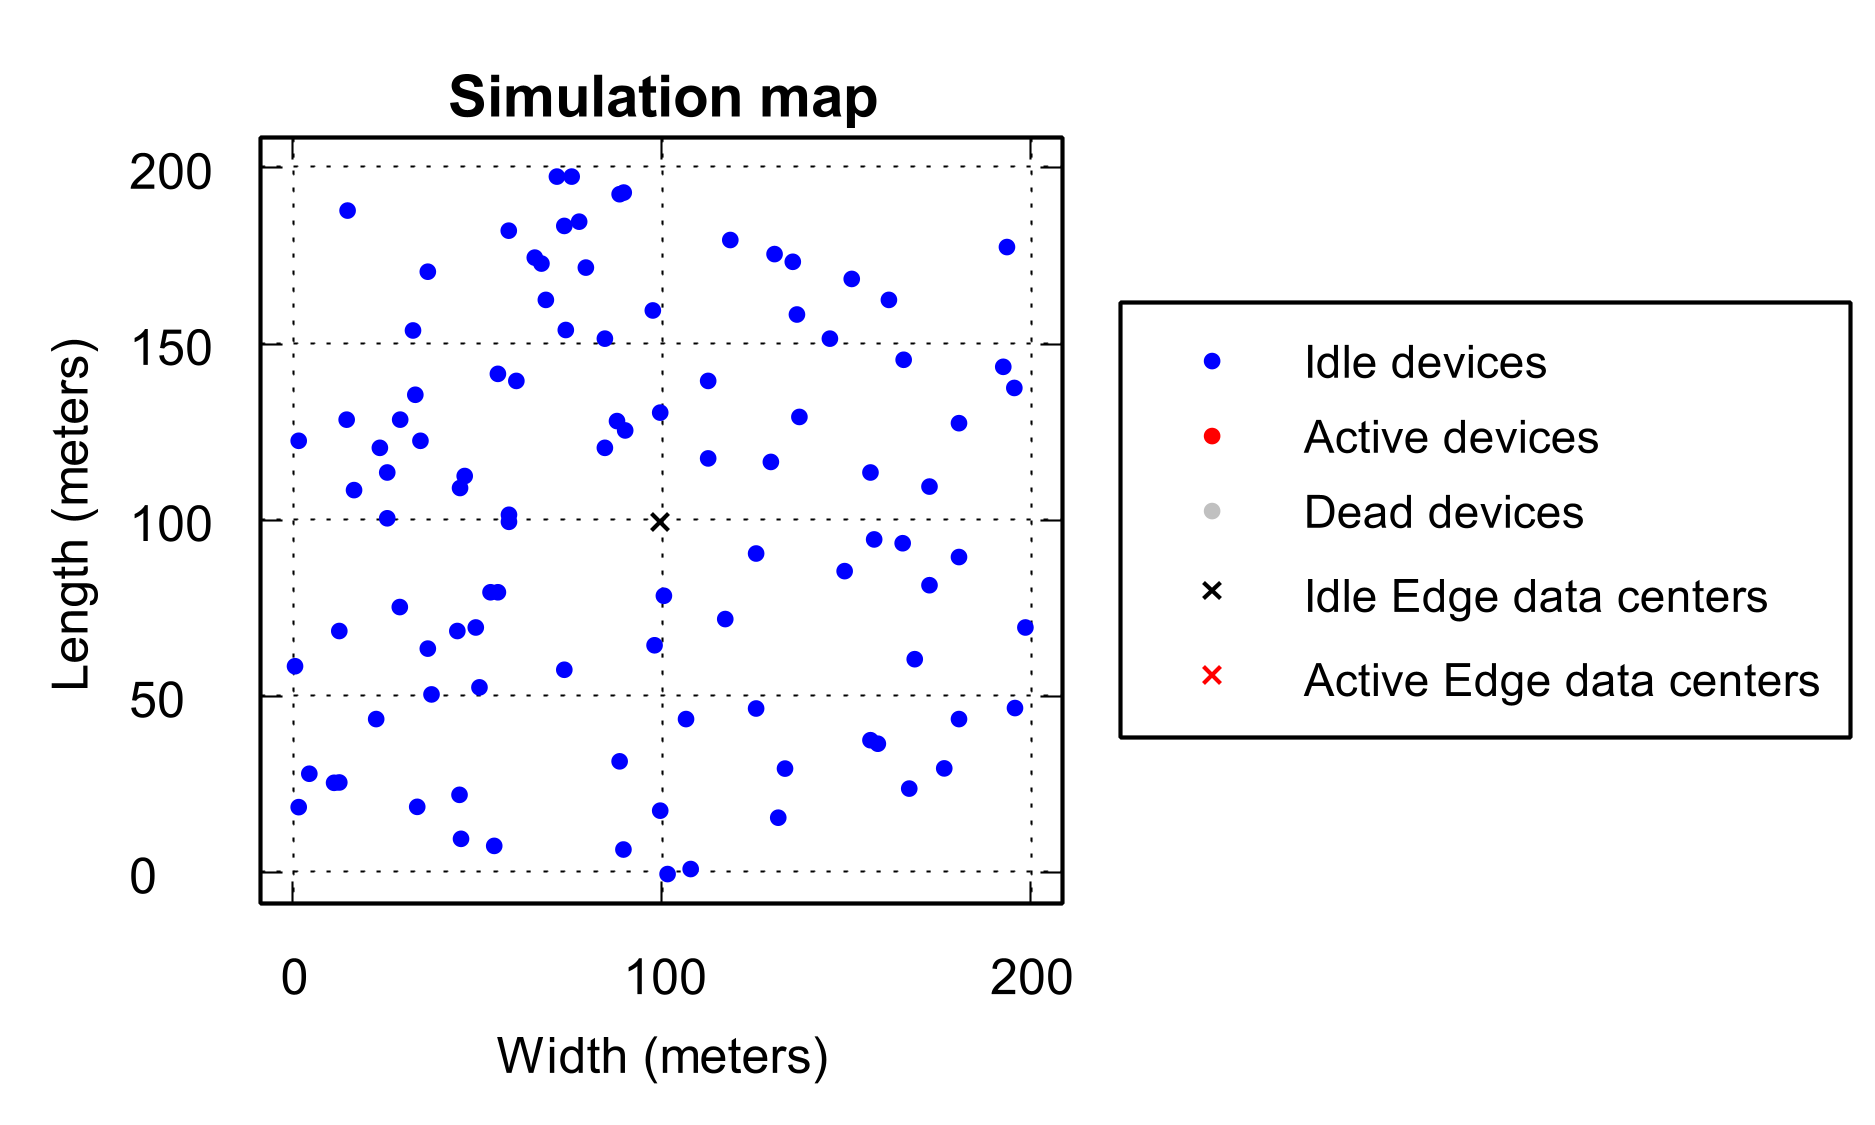 Simulation map
200
150
100
50
0
Length (meters)
0 100 200
Width (meters)
Idle devices
Active devices
Dead devices
Idle Edge data centers
Active Edge data centers